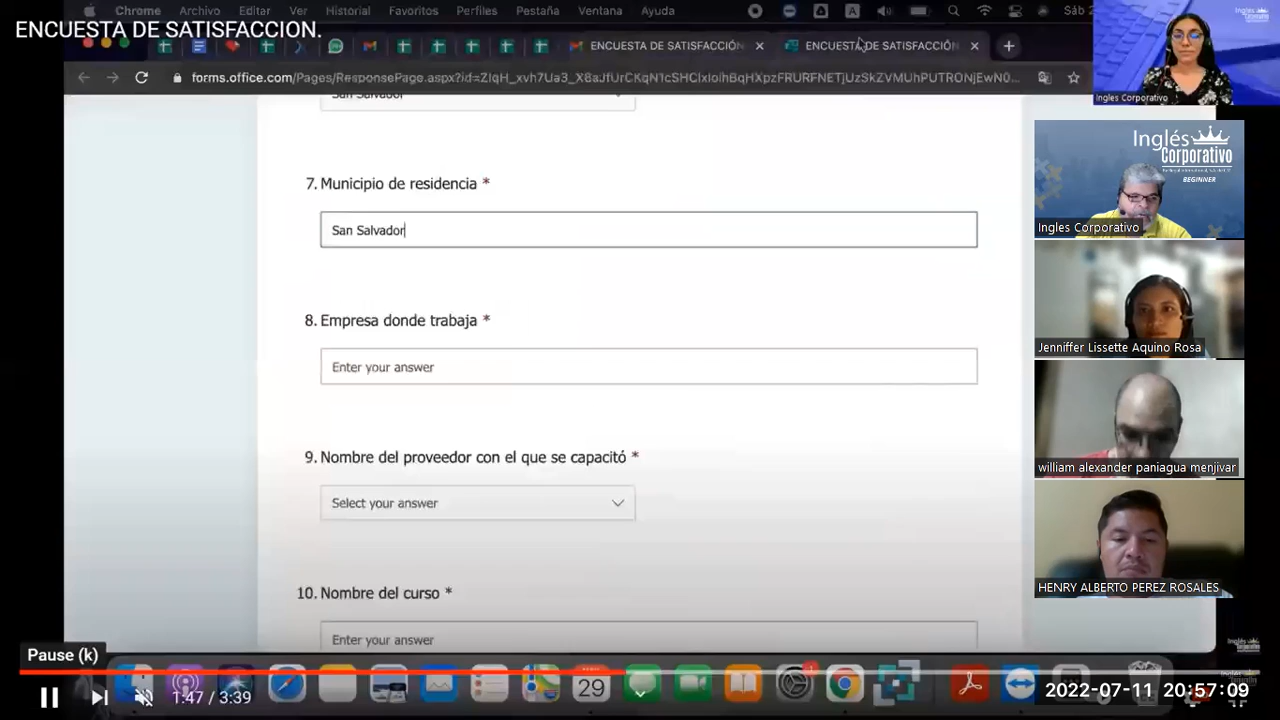 ENCUESTA DE SATISFACCION.
Chrome Archivo Editar Ver Historial Favoritos Perfiles Pestaña Ventana Ayuda Sáb 2
ENCUESTA DE SATISFACCIÓN
ENCUESTA DE SATISFACCIÓN
forms.office.com/Pages/ResponsePage.aspx?
San Salvador
7. Municipio de residencia *
San Salvador
8. Empresa donde trabaja *
Enter your answer
9. Nombre del proveedor con el que se capacitó *
Select your answer
10. Nombre del curso *
Enter your answer
Ingles Corporativo
Inglés
Corporativo
BEGINNER
Ingles Corporativo
Jenniffer Lissette Aquino Rosa
william alexander paniagua menjivar
HENRY ALBERTO PEREZ ROSALES
Pause (k)
29
1:47 / 3:39
2022-07-11 20:57:09